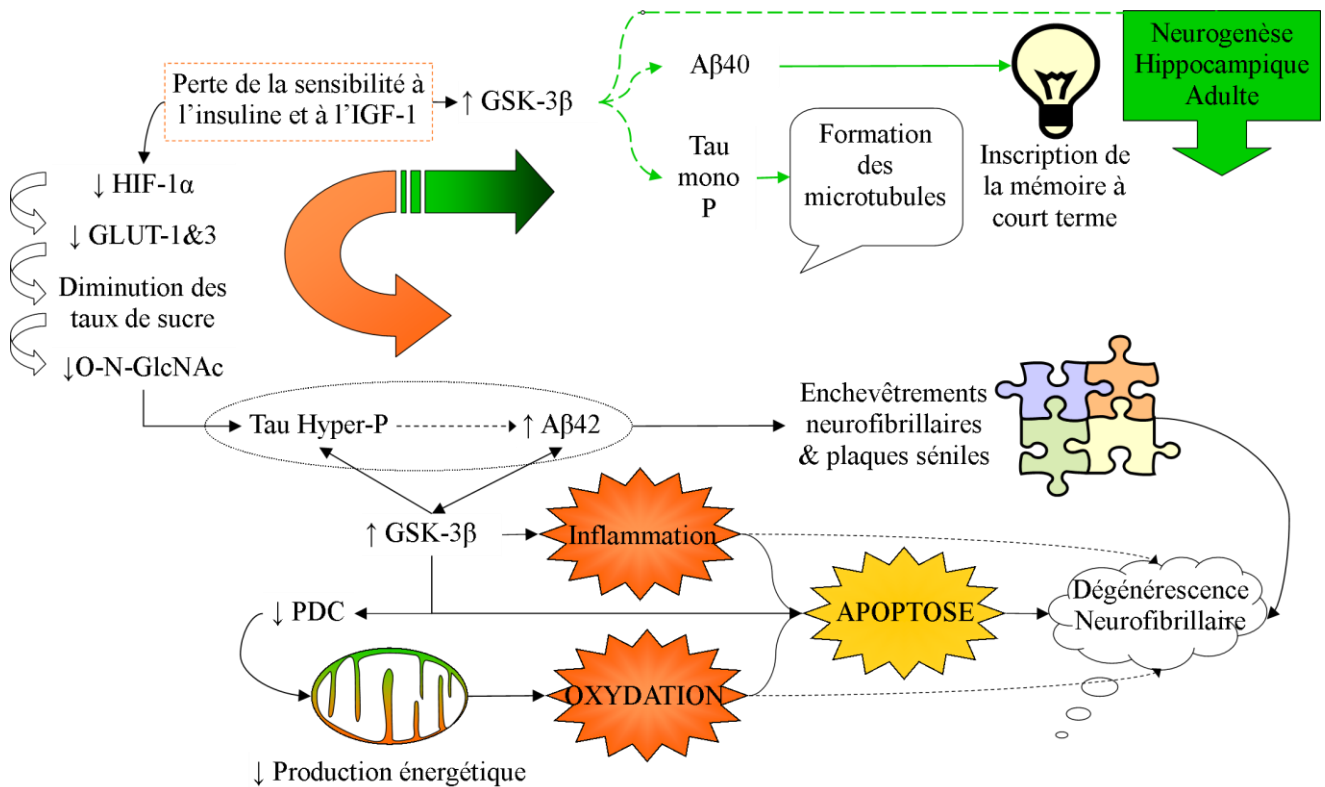 Perte de la sensibilité à
l'insuline et à l'IGF-1
↑ GSK-3β
Aβ40
Tau
mono
P
Formation
des
microtubules
Inscription de
la mémoire à
court terme
Neurogenèse
Hippocampique
Adulte
↓ HIF-1α
↓ GLUT-1&3
Diminution des
taux de sucre
↓O-N-GlcNAc
Tau Hyper-P
↑ Aβ42
Enchevêtrements
neurofibrillaires
& plaques séniles
↑ GSK-3β
Inflammation
↓ PDC
APOPTOSE
Dégénérescence
Neurofibrillaire
OXYDATION
↓ Production énergétique